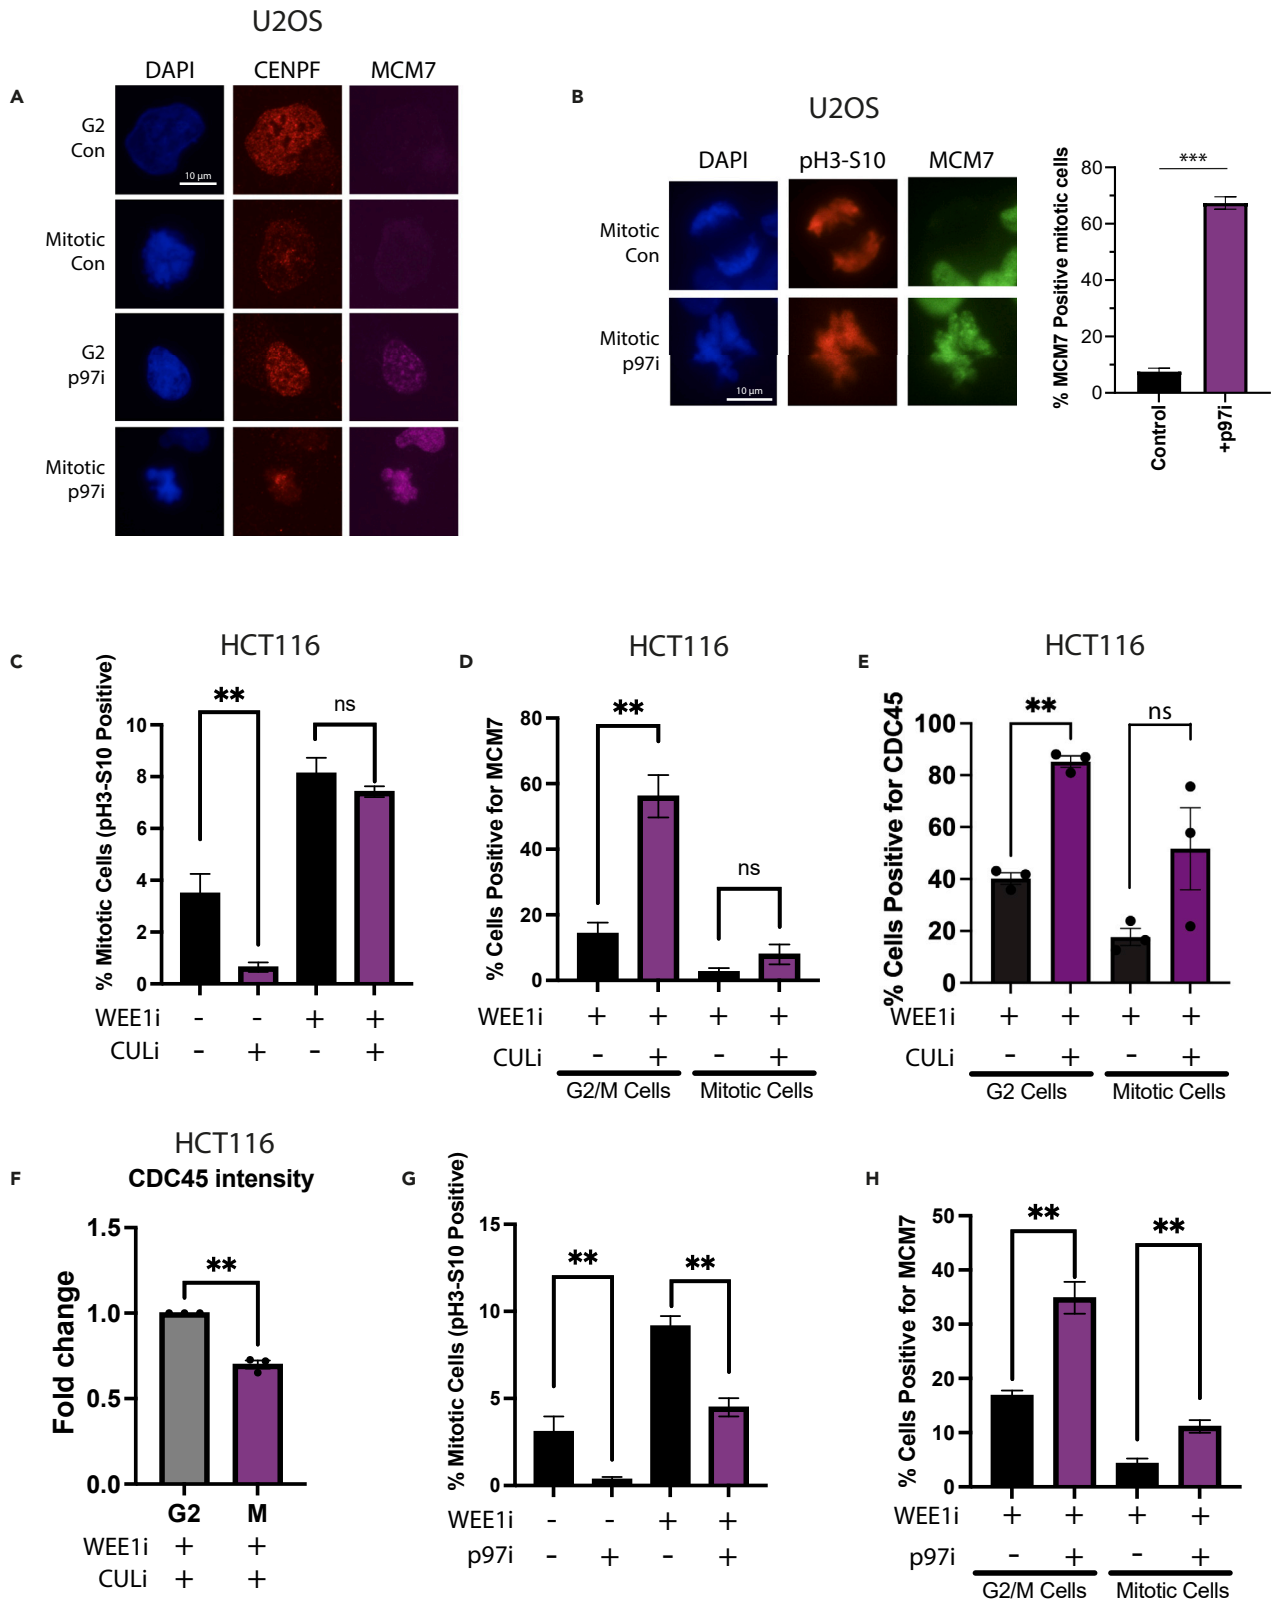 U2OS
A
DAPI CENPF MCM7
G2
Con
10 µm
Mitotic
Con
G2
p97i
Mitotic
p97i
B
U2OS
DAPI pH3-S10 MCM7
Mitotic
Con
Mitotic
p97i
10 µm
% MCM7 Positive mitotic cells
80
60
40
20
0
***
Control
+p97i
C
HCT116
% Mitotic Cells (pH3-S10 Positive)
10
8
6
4
2
0
** ns
WEE1i - - + +
CULi - + - +
D
HCT116
% Cells Positive for MCM7
80
60
40
20
0
** ns
WEE1i + + + +
CULi - + - +
G2/M Cells Mitotic Cells
E
HCT116
% Cells Positive for CDC45
100
80
60
40
20
0
** ns
WEE1i + + + +
CULi - + - +
G2 Cells Mitotic Cells
F
HCT116
CDC45 intensity
Fold change
1.5
1.0
0.5
0.0
**
G2 M
WEE1i + +
CULi + +
G
% Mitotic Cells (pH3-S10 Positive)
15
10
5
0
** **
WEE1i - - + +
p97i - + - +
H
% Cells Positive for MCM7
50
40
30
20
10
0
** **
WEE1i + + + +
p97i - + - +
G2/M Cells Mitotic Cells